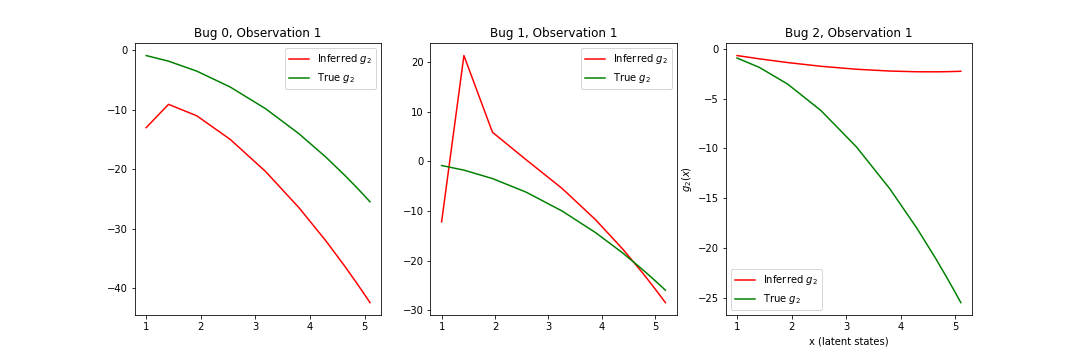 Bug 0, Observation 1
Inferred g₂
True g₂
0
−10
−20
−30
−40
1 2 3 4 5
Bug 1, Observation 1
Inferred g₂
True g₂
20
10
0
−10
−20
−30
1 2 3 4 5
Bug 2, Observation 1
g₂(x)
0
−5
−10
−15
−20
−25
Inferred g₂
True g₂
1 2 3 4 5
x (latent states)